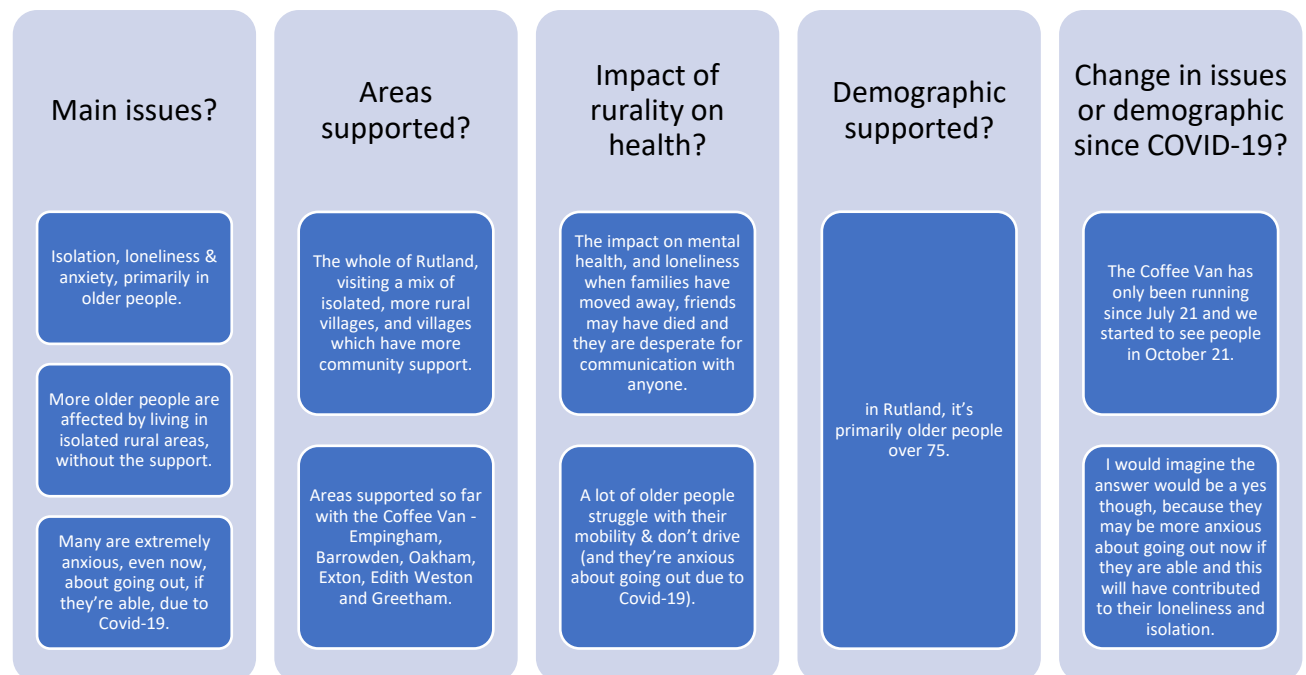 Main issues?
Isolation, loneliness &
anxiety, primarily in
older people.
More older people are
affected by living in
isolated rural areas,
without the support.
Many are extremely
anxious, even now,
about going out, if
they're able, due to
Covid-19.
Areas
supported?
The whole of Rutland,
visiting a mix of
isolated, more rural
villages, and villages
which have more
community support.
Areas supported so far
with the Coffee Van -
Empingham,
Barrowden, Oakham,
Exton, Edith Weston
and Greetham.
Impact of
rurality on
health?
The impact on mental
health, and loneliness
when families have
moved away, friends
may have died and
they are desperate for
communication with
anyone.
A lot of older people
struggle with their
mobility & don't drive
(and they're anxious
about going out due to
Covid-19).
Demographic
supported?
in Rutland, it's
primarily older people
over 75.
Change in issues
or demographic
since COVID-19?
The Coffee Van has
only been running
since July 21 and we
started to see people
in October 21.
I would imagine the
answer would be a yes
though, because they
may be more anxious
about going out now if
they are able and this
will have contributed
to their loneliness and
isolation.